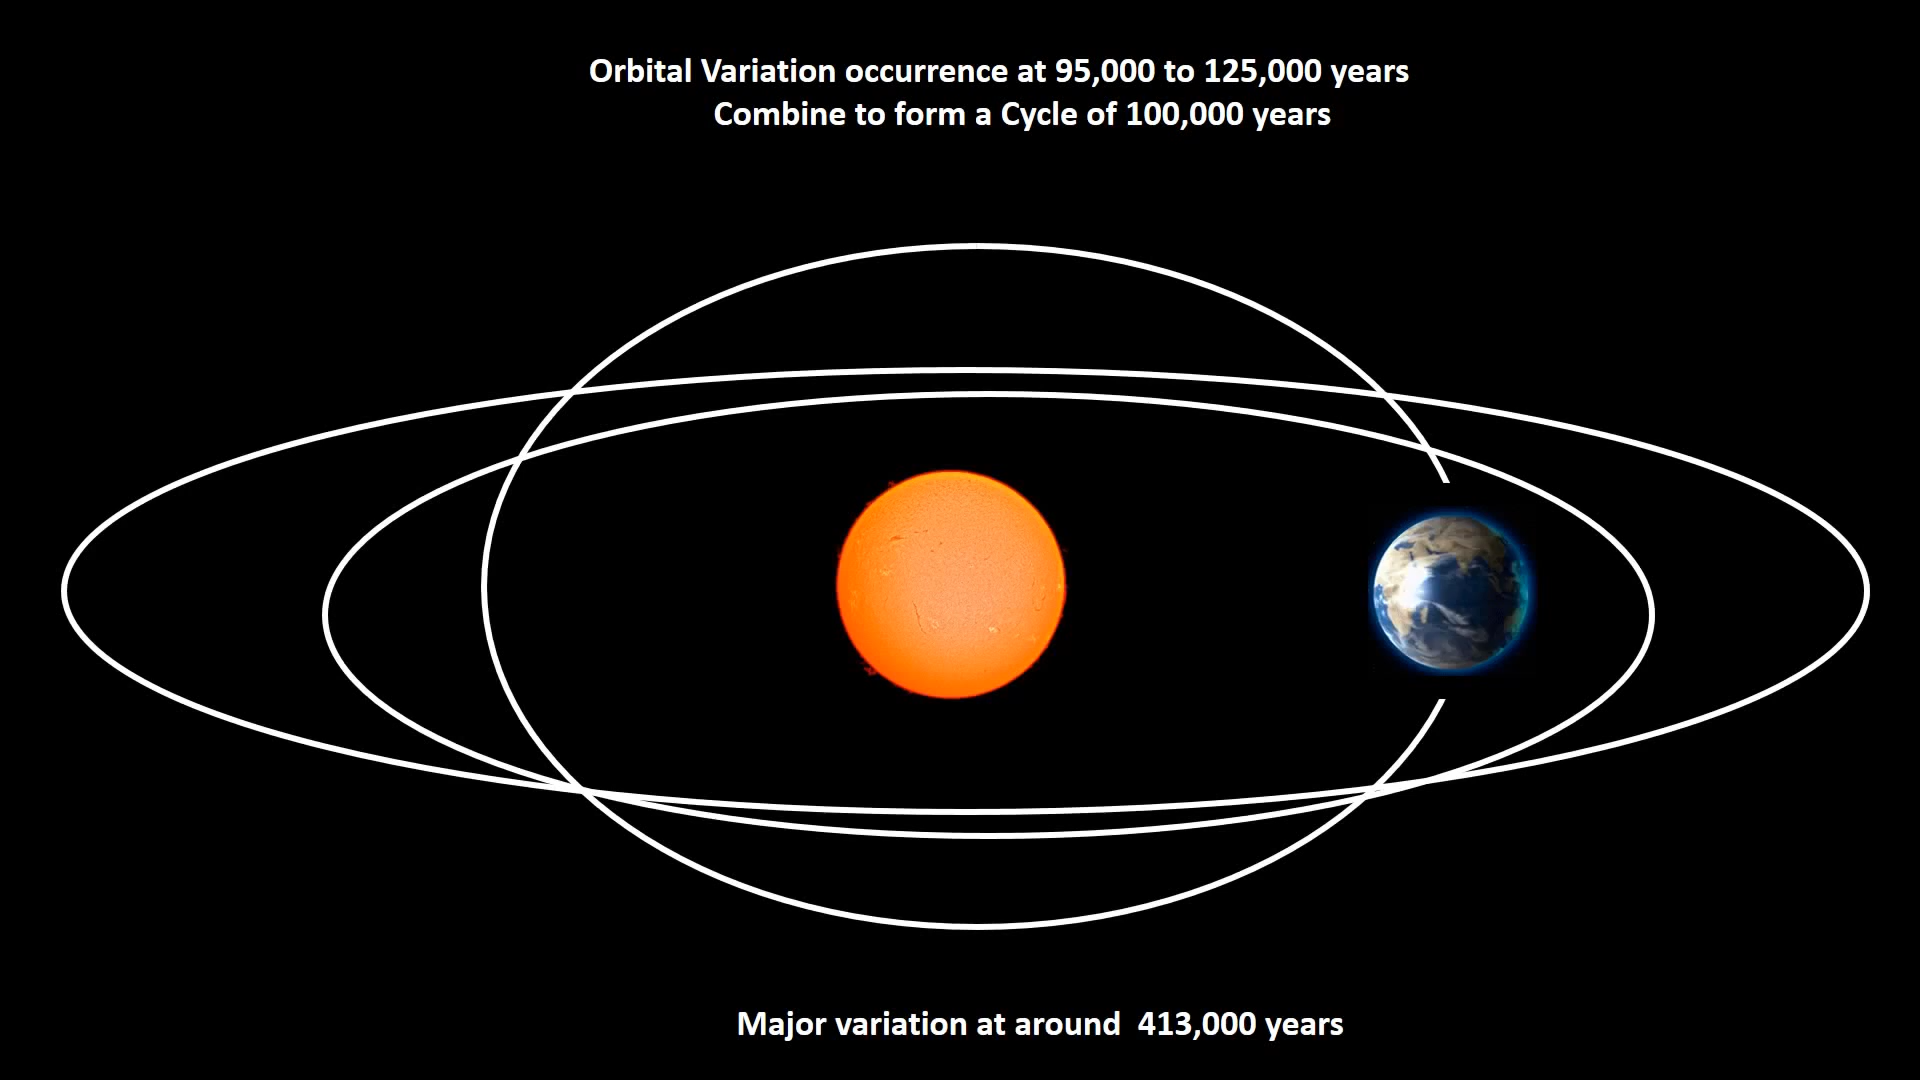 Orbital Variation occurrence at 95,000 to 125,000 years
Combine to form a Cycle of 100,000 years
Major variation at around  413,000 years